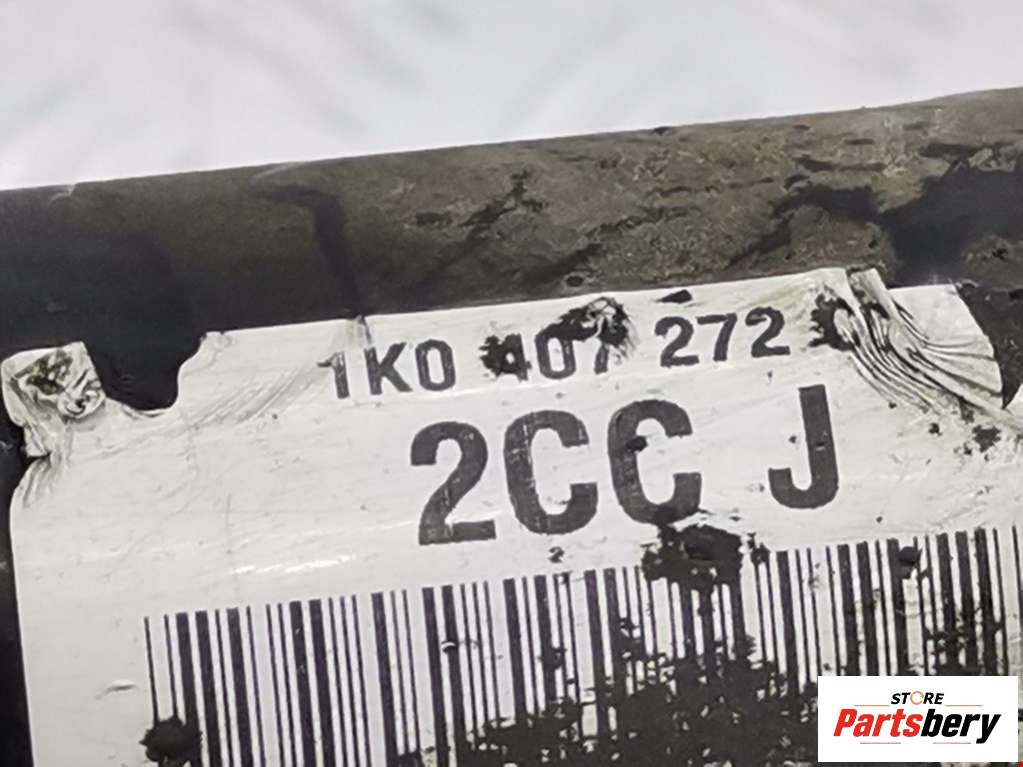 1K0 407 272
2CC J
STORE
Partsbery